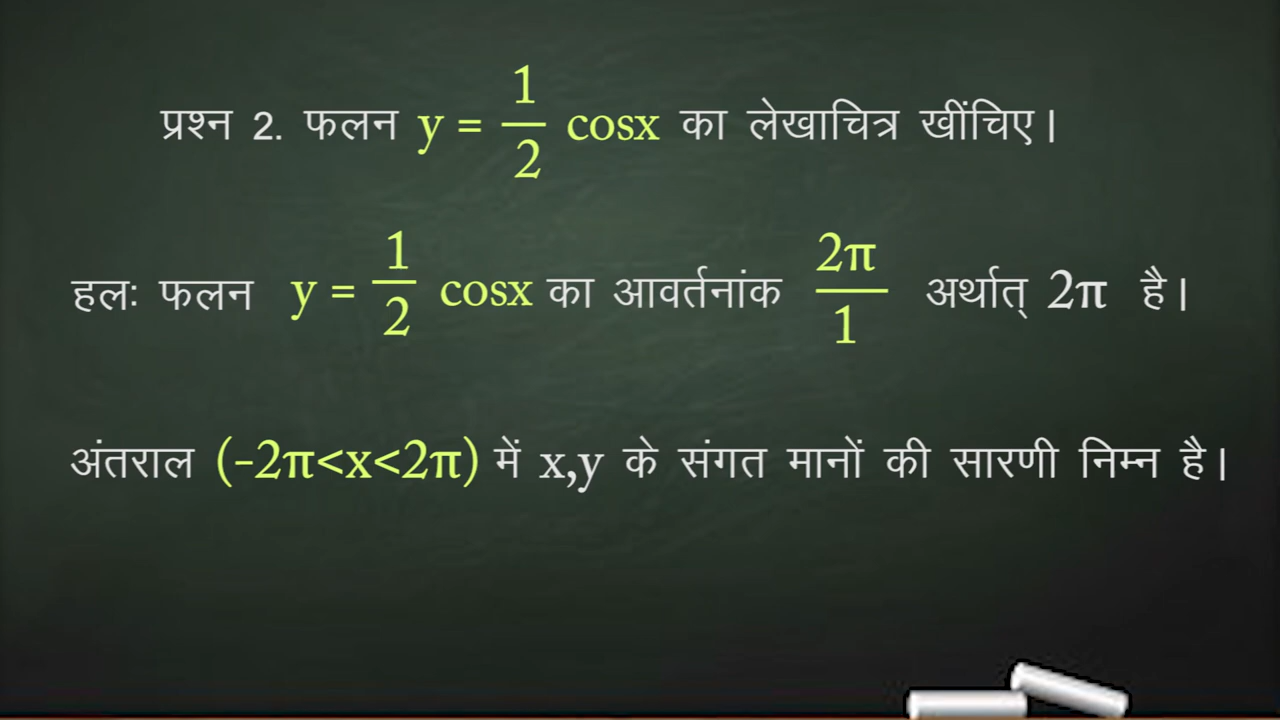 प्रश्न 2. फलन y = 1/2 cosx का लेखाचित्र खींचिए।
हलः फलन y = 1/2 cosx का आवर्तनांक 2π/1 अर्थात् 2π है।
अंतराल (-2π<x<2π) में x,y के संगत मानों की सारणी निम्न है।